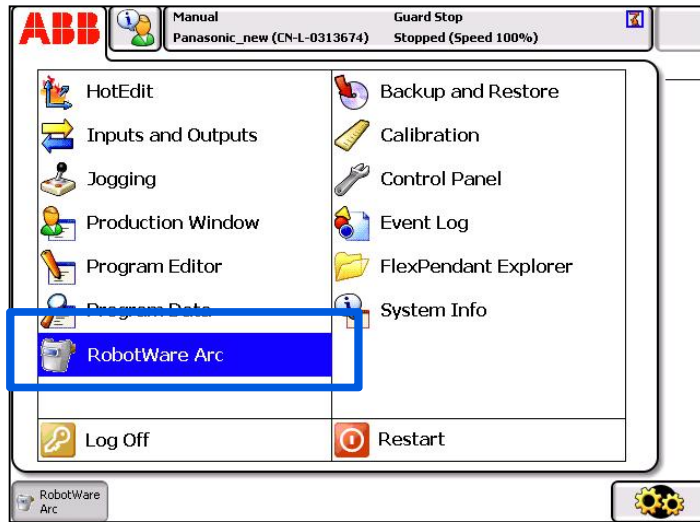 ABB
Manual
Panasonic_new (CN-L-0313674)
Guard Stop
Stopped (Speed 100%)
HotEdit
Inputs and Outputs
Jogging
Production Window
Program Editor
Program Data
RobotWare Arc
Backup and Restore
Calibration
Control Panel
Event Log
FlexPendant Explorer
System Info
Log Off
Restart
RobotWare
Arc